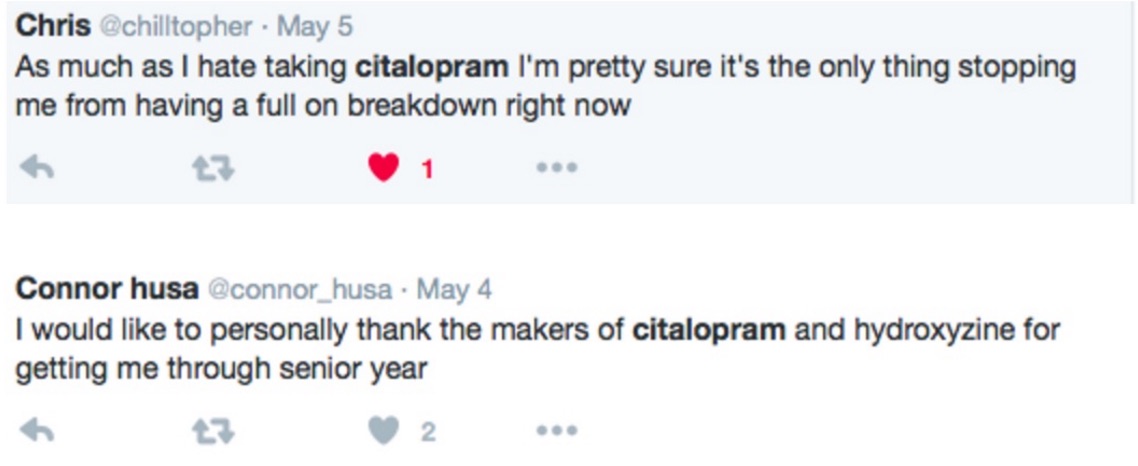 Chris @chilltopher · May 5
As much as I hate taking citalopram I'm pretty sure it's the only thing stopping
me from having a full on breakdown right now
1
Connor husa @connor_husa · May 4
I would like to personally thank the makers of citalopram and hydroxyzine for
getting me through senior year
2